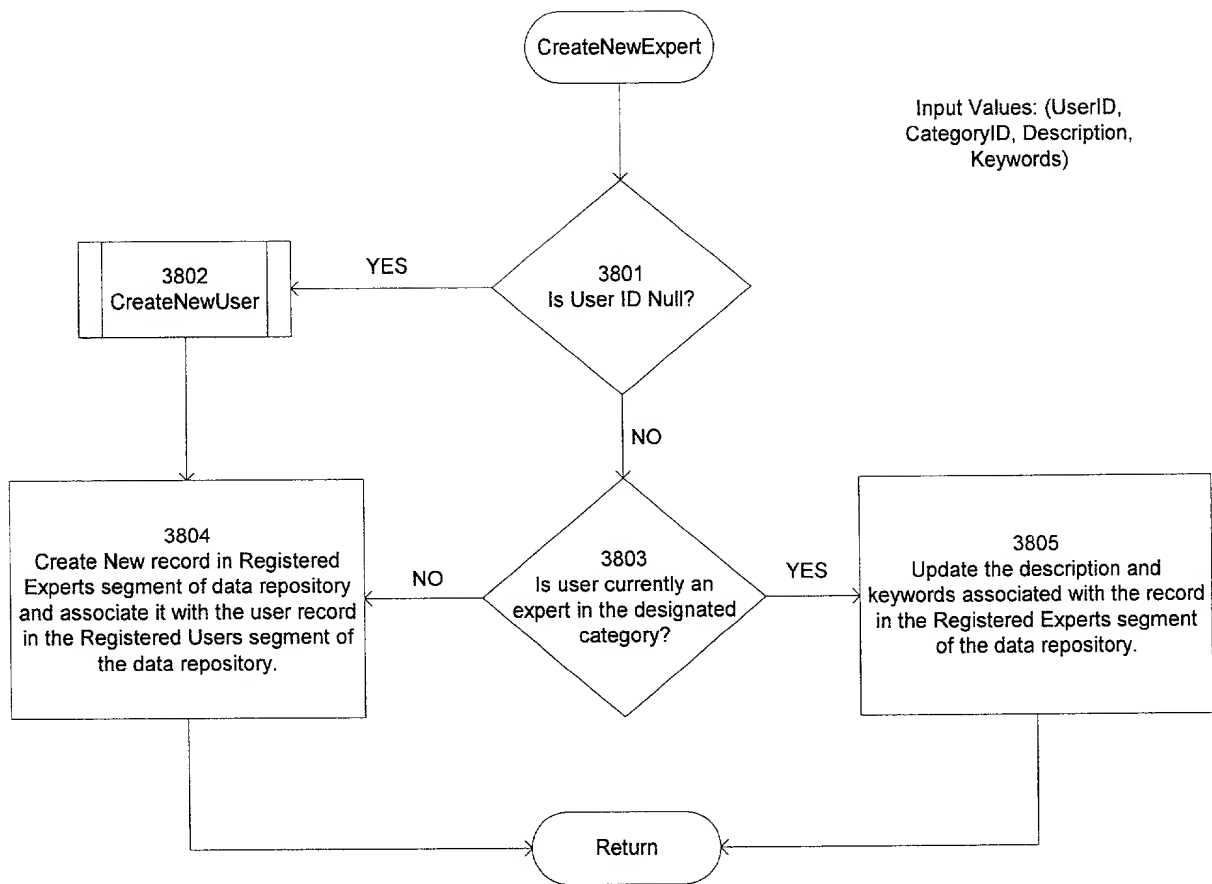 CreateNewExpert
Input Values: (UserID,
CategoryID, Description,
Keywords)
3802
CreateNewUser
YES
3801
Is User ID Null?
NO
3804
Create New record in Registered
Experts segment of data repository
and associate it with the user record
in the Registered Users segment of
the data repository.
NO
3803
Is user currently an
expert in the designated
category?
YES
3805
Update the description and
keywords associated with the record
in the Registered Experts segment
of the data repository.
Return